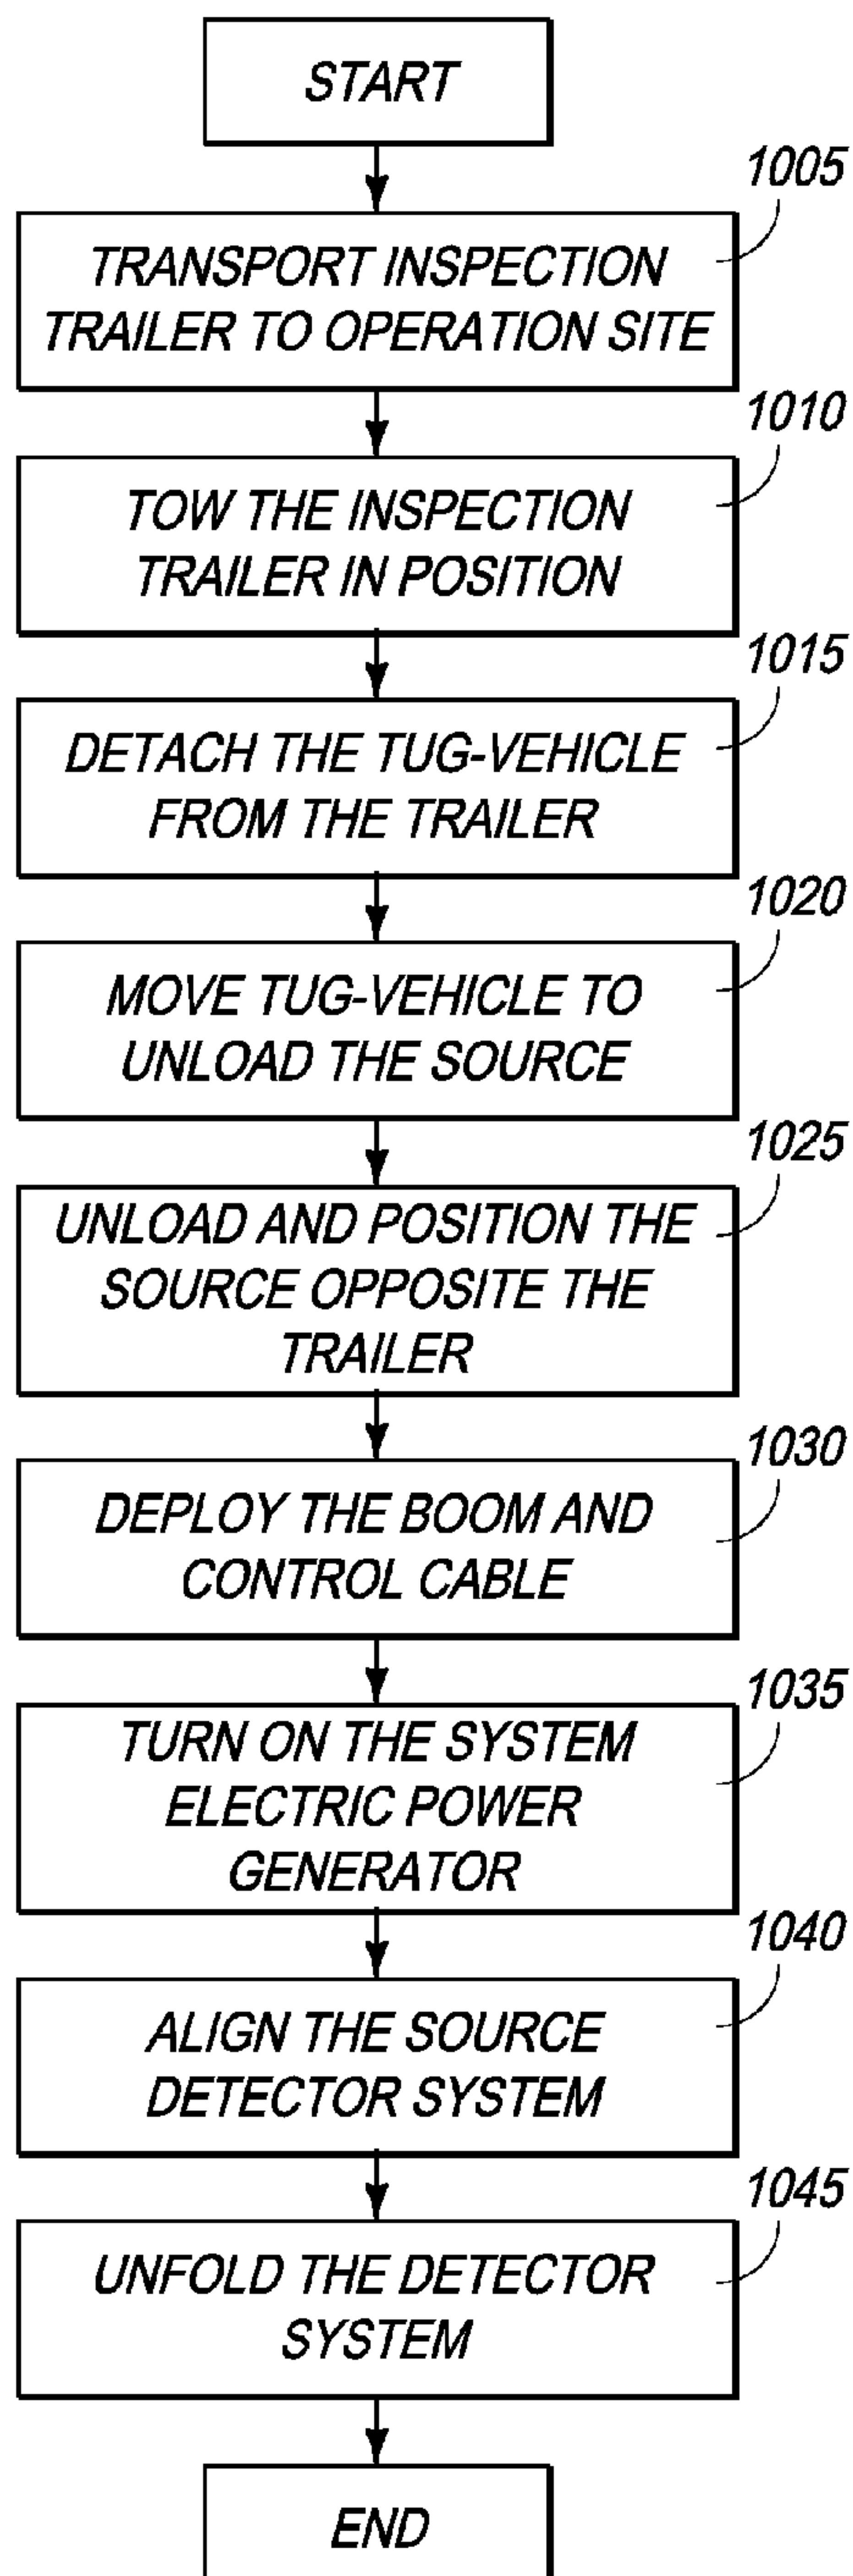 START
1005
TRANSPORT INSPECTION
TRAILER TO OPERATION SITE
1010
TOW THE INSPECTION
TRAILER IN POSITION
1015
DETACH THE TUG-VEHICLE
FROM THE TRAILER
1020
MOVE TUG-VEHICLE TO
UNLOAD THE SOURCE
1025
UNLOAD AND POSITION THE
SOURCE OPPOSITE THE
TRAILER
1030
DEPLOY THE BOOM AND
CONTROL CABLE
1035
TURN ON THE SYSTEM
ELECTRIC POWER
GENERATOR
1040
ALIGN THE SOURCE
DETECTOR SYSTEM
1045
UNFOLD THE DETECTOR
SYSTEM
END